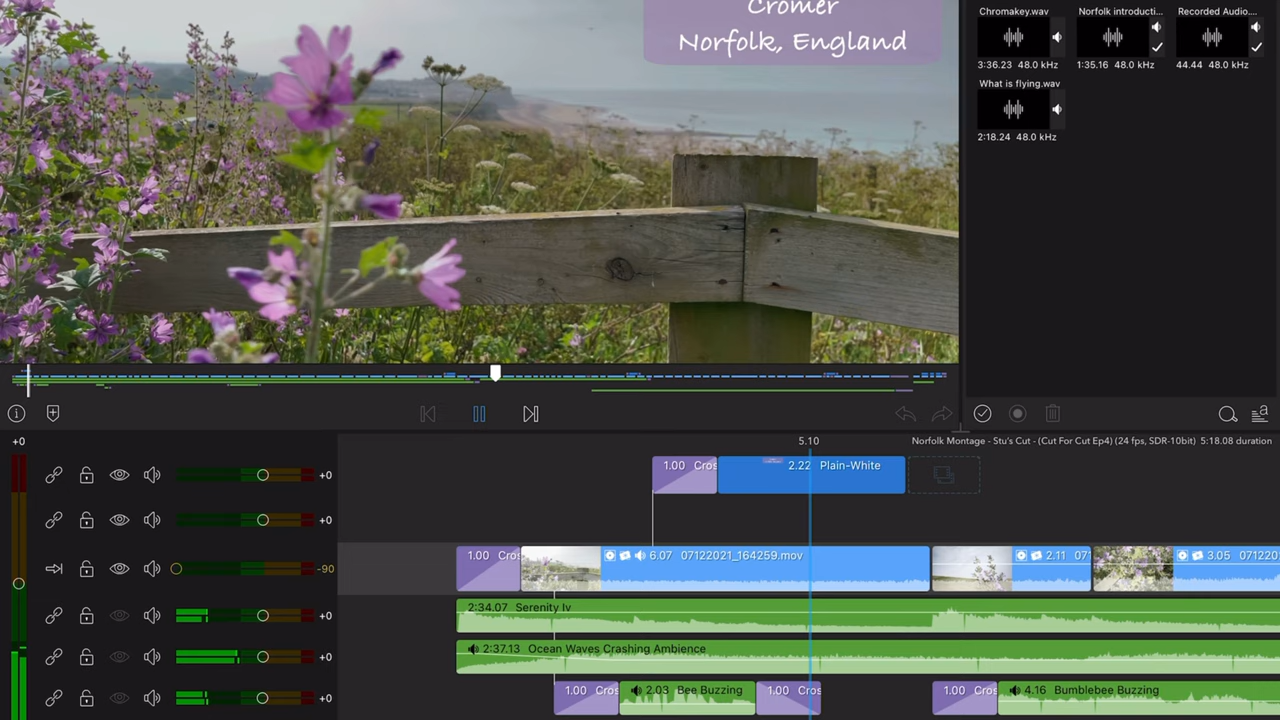 Cromer
Norfolk, England
Chromakey.wav
Norfolk introducti...
Recorded Audio....
3:36.23 48.0 kHz
1:35.16 48.0 kHz
44.44 48.0 kHz
What is flying.wav
2:18.24 48.0 kHz
+0
5.10
Norfolk Montage - Stu's Cut - (Cut For Cut Ep4) (24 fps, SDR-10bit) 5:18.08 duration
+0
1.00 Cros
2.22 Plain-White
+0
-90
1.00 Cros
6.07 07122021_164259.mov
2.11 07
3.05 071220
+0
2:34.07 Serenity Iv
+0
2:37.13 Ocean Waves Crashing Ambience
+0
1.00 Cros
2.03 Bee Buzzing
1.00 Cros
1.00 Cros
4.16 Bumblebee Buzzing